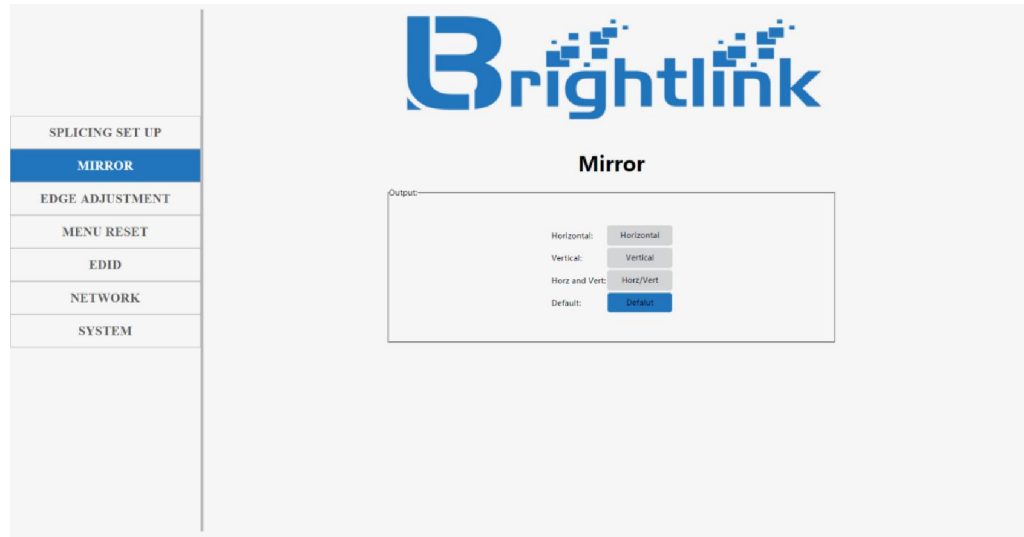 Brightlink
SPLICING SET UP
MIRROR
EDGE ADJUSTMENT
MENU RESET
EDID
NETWORK
SYSTEM
Mirror
Output:
Horizontal: Horizontal
Vertical: Vertical
Horz and Vert: Horz/Vert
Default: Defalut